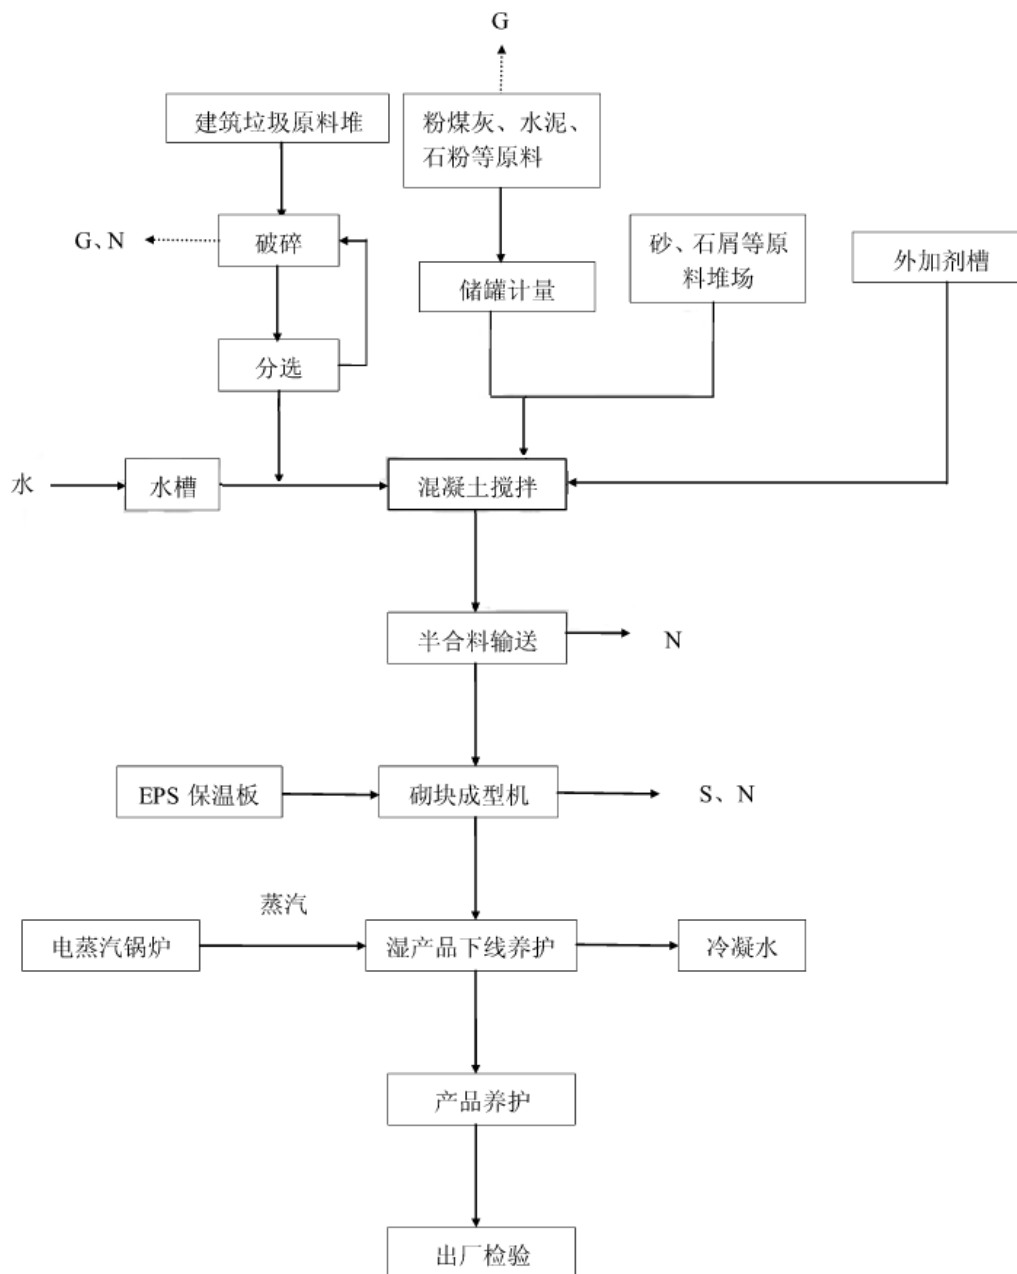 G
建筑垃圾原料堆
粉煤灰、水泥、
石粉等原料
G、N
破碎
砂、石屑等原
料堆场
外加剂槽
储罐计量
分选
水
水槽
混凝土搅拌
半合料输送
N
EPS 保温板
砌块成型机
S、N
蒸汽
电蒸汽锅炉
湿产品下线养护
冷凝水
产品养护
出厂检验